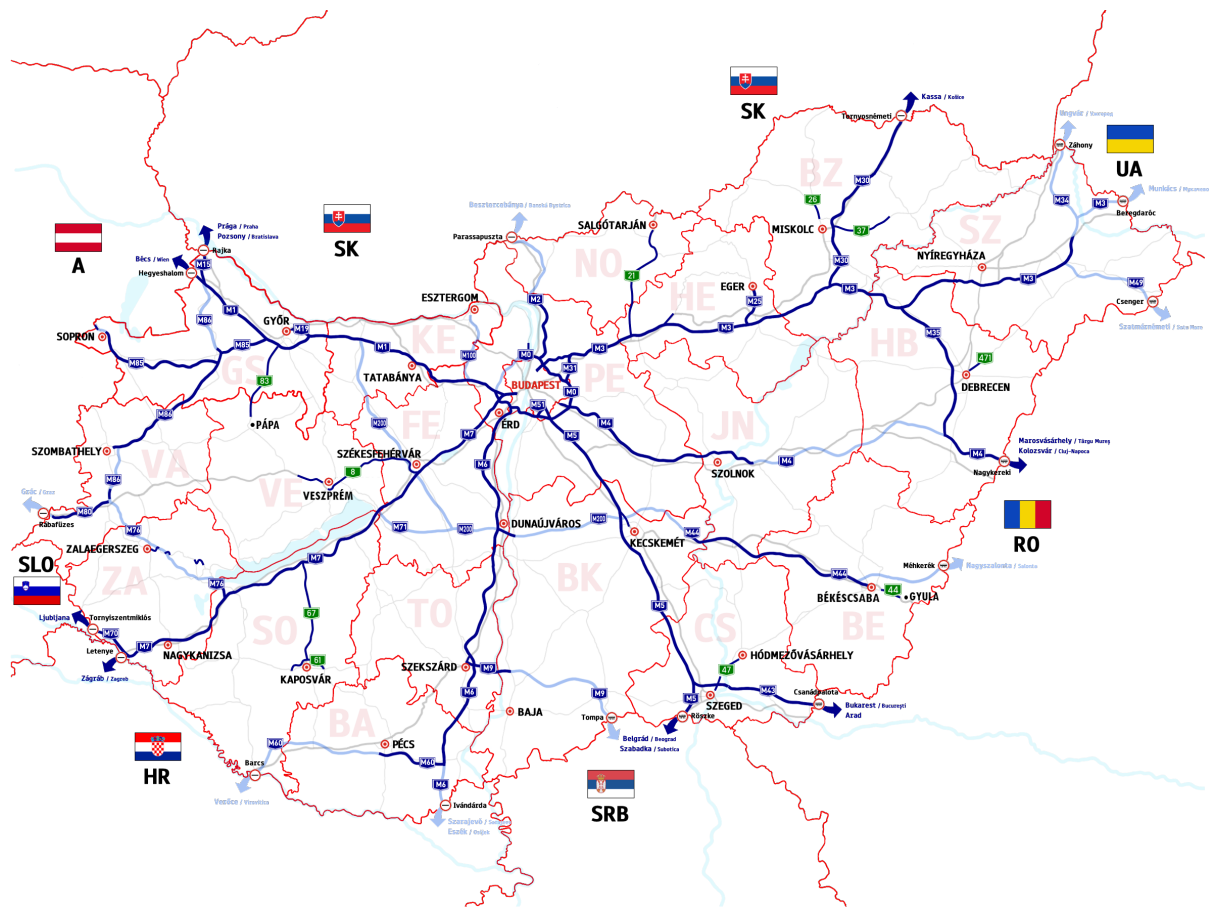 SK
Kassa / Košice
Tornyosnémeti
Ungvár / Ужгород
Záhony
UA
BZ
M30
26
M34
Munkács / Мукачево
M3
Beregdaróc
SK
Besztercebánya / Banská Bystrica
SALGÓTARJÁN
A
Prága / Praha
Pozsony / Bratislava
Parassapuszta
MISKOLC
37
SZ
Rajka
Bécs / Wien
M15
Hegyeshalom
NO
M30
NYÍREGYHÁZA
21
HE
EGER
M3
M3
M49
ESZTERGOM
M2
M25
Csenger
M1
M86
GYŐR
M19
M3
Szatmárnémeti / Satu Mare
SOPRON
M85
M1
KE
M3
M35
HB
M85
GS
M100
M0
471
TATABÁNYA
M31
PE
DEBRECEN
83
BUDAPEST
M0
M51
M86
PÁPA
M200
FE
ÉRD
M4
M7
M5
JN
Marosvásárhely / Târgu Mureş
SZOMBATHELY
VA
SZÉKESFEHÉRVÁR
M6
Kolozsvár / Cluj-Napoca
M4
M4
8
SZOLNOK
Nagykereki
M86
VE
VESZPRÉM
Grác / Graz
M80
Rábafüzes
RO
M76
M71
M200
DUNAÚJVÁROS
M200
M44
KECSKEMÉT
ZALAEGERSZEG
M7
SLO
ZA
M76
BK
Méhkerék
Nagyszalonta / Salonta
M44
44
BÉKÉSCSABA
GYULA
Ljubljana
Tornyiszentmiklós
67
TO
M5
M70
SO
CS
BE
M7
Letenye
NAGYKANIZSA
61
SZEKSZÁRD
M9
HÓDMEZŐVÁSÁRHELY
47
Zágráb / Zagreb
KAPOSVÁR
M6
M9
M5
M43
Csanádpalota
BA
BAJA
SZEGED
Bukarest / Bucureşti
Tompa
Röszke
Arad
HR
M60
PÉCS
Belgrád / Beograd
Szabadka / Subotica
Barcs
M60
M6
SRB
Verőce / Virovitica
Ivándárda
Eszék / Osijek